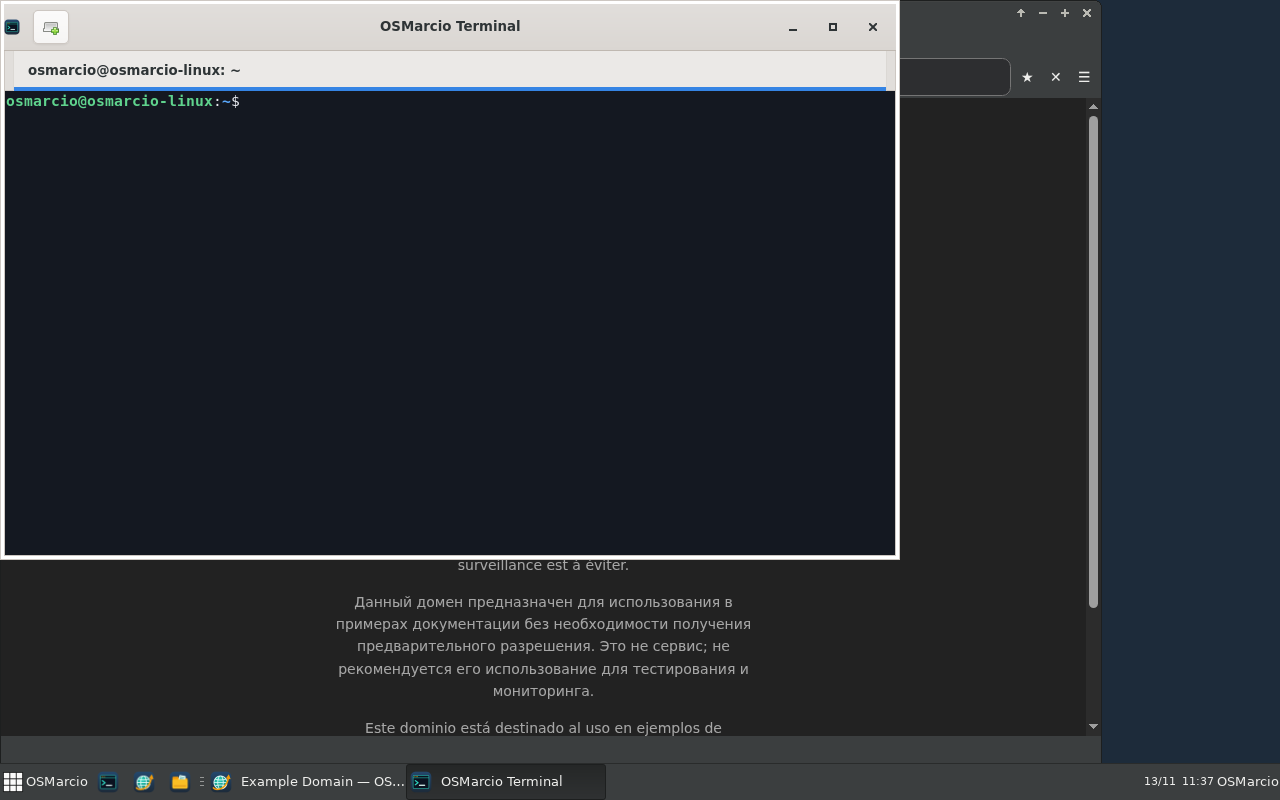 OSMarcio Terminal
osmarcio@osmarcio-linux: ~
osmarcio@osmarcio-linux:~$
surveillance est à éviter.
Данный домен предназначен для использования в
примерах документации без необходимости получения
предварительного разрешения. Это не сервис; не
рекомендуется его использование для тестирования и
мониторинга.
Este dominio está destinado al uso en ejemplos de
OSMarcio
Example Domain — OS...
OSMarcio Terminal
13/11 11:37 OSMarcio